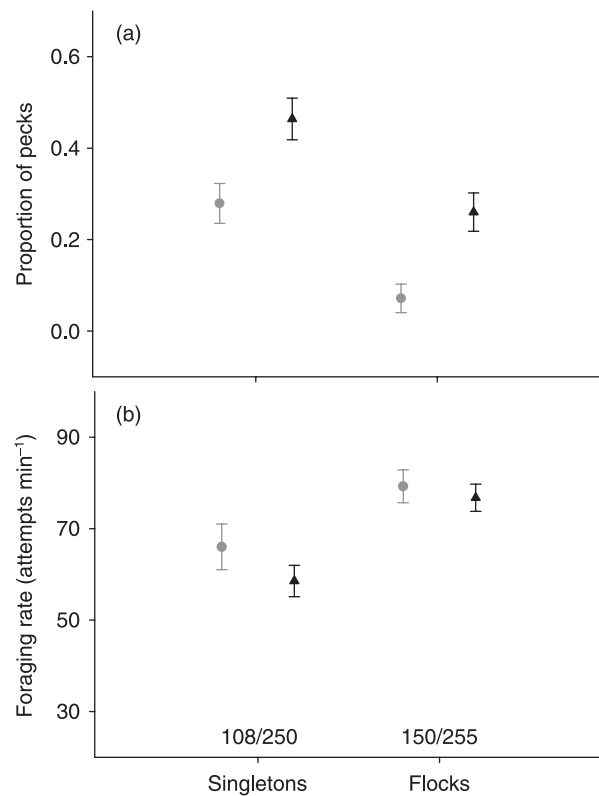 (a)
Proportion of pecks
0.6
0.4
0.2
0.0
(b)
Foraging rate (attempts min⁻¹)
90
70
50
30
108/250 150/255
Singletons Flocks